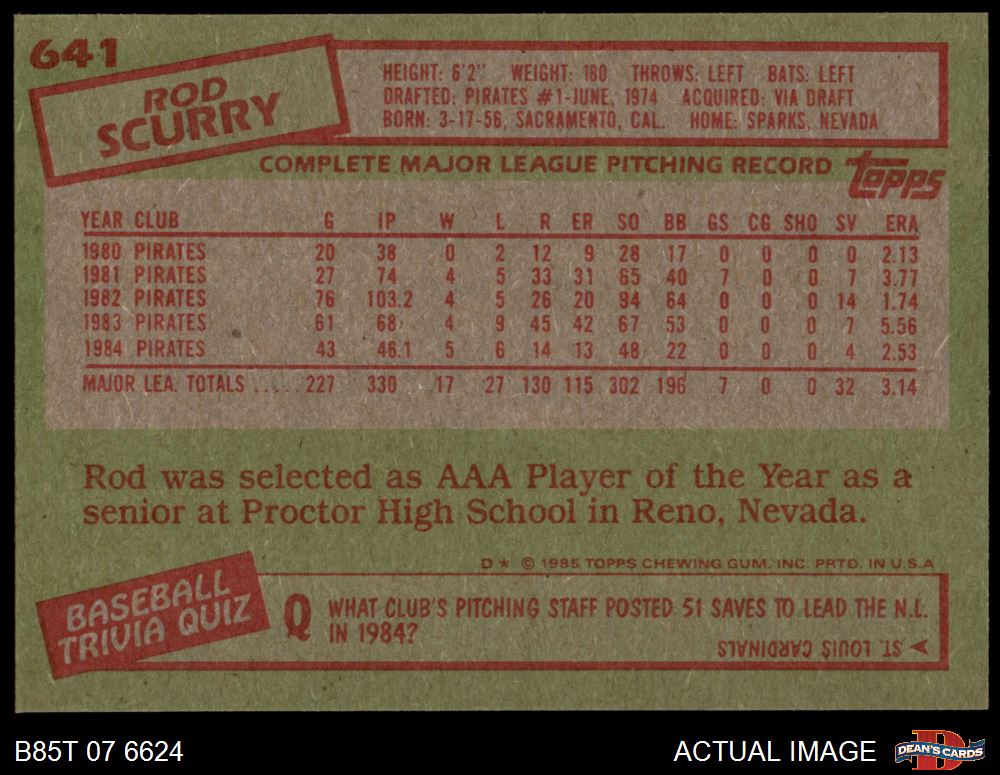 641
ROD
SCURRY
HEIGHT: 6'2" WEIGHT: 180 THROWS: LEFT BATS: LEFT
DRAFTED: PIRATES #1-JUNE, 1974 ACQUIRED: VIA DRAFT
BORN: 3-17-56, SACRAMENTO, CAL. HOME: SPARKS, NEVADA
COMPLETE MAJOR LEAGUE PITCHING RECORD topps
YEAR CLUB G IP W L R ER SO BB GS CG SHO SV ERA
1980 PIRATES 20 38 0 2 12 9 28 17 0 0 0 0 2.13
1981 PIRATES 27 74 4 5 33 31 65 40 7 0 0 7 3.77
1982 PIRATES 76 103.2 4 5 26 20 94 64 0 0 0 14 1.74
1983 PIRATES 61 68 4 9 45 42 67 53 0 0 0 7 5.56
1984 PIRATES 43 46.1 5 6 14 13 48 22 0 0 0 4 2.53
MAJOR LEA. TOTALS ..... 227 330 17 27 130 115 302 196 7 0 0 32 3.14
Rod was selected as AAA Player of the Year as a
senior at Proctor High School in Reno, Nevada.
D * © 1985 TOPPS CHEWING GUM, INC. PRTD. IN U.S.A
BASEBALL
TRIVIA QUIZ
Q WHAT CLUB'S PITCHING STAFF POSTED 51 SAVES TO LEAD THE N.L.
IN 1984?
ST. LOUIS CARDINALS
B85T 07 6624
ACTUAL IMAGE
DEAN'S CARDS